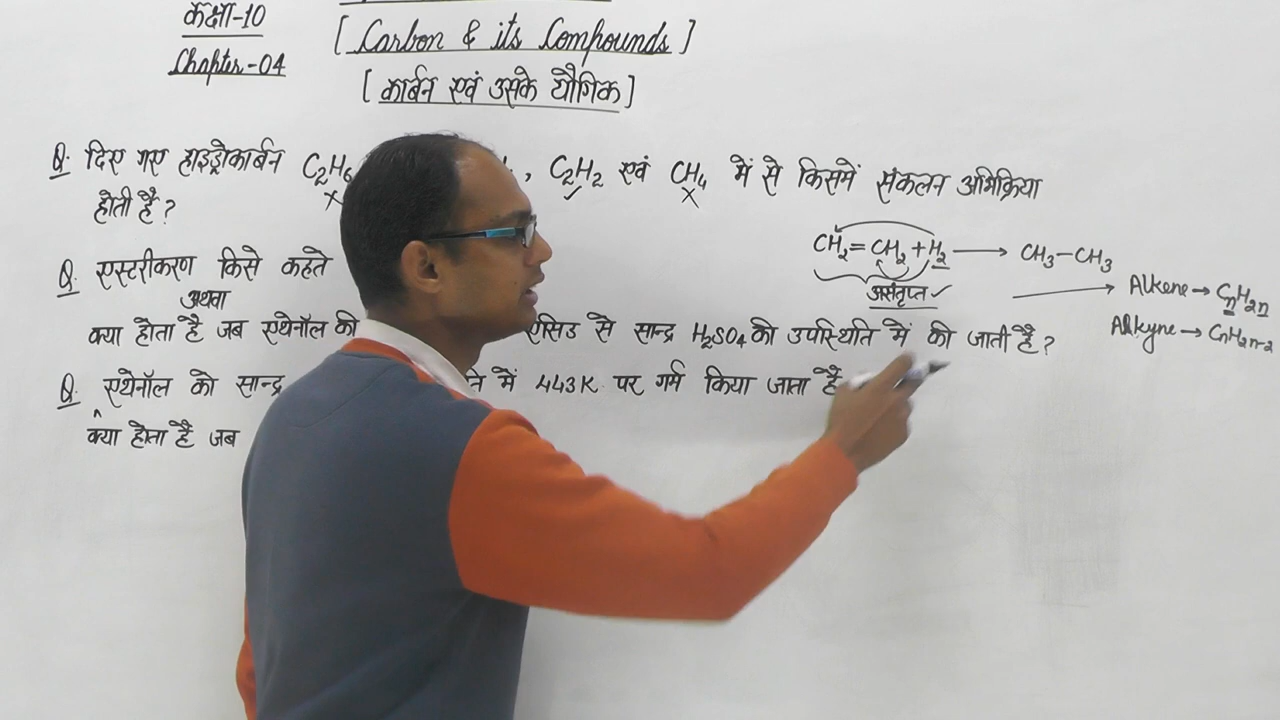 कक्षा-10
Chapter-04
[ Carbon & its Compounds ]
[ कार्बन एवं उसके यौगिक ]
Q. दिए गए हाइड्रोकार्बन C₂H₆ , C₂H₂ एवं CH₄ में से किसमें संकलन अभिक्रिया
होती है ?
CH₂=CH₂+H₂ → CH₃-CH₃
असंतृप्त ✓
Alkene→CnH2n
Alkyne→CnH2n-2
Q. एस्टरीकरण किसे कहते
अथवा
क्या होता है जब एथेनॉल की एसिड से सान्द्र H₂SO₄ की उपस्थिति में की जाती है ?
Q. एथेनॉल को सान्द्र में 443K पर गर्म किया जाता है
^
क्या होता है जब